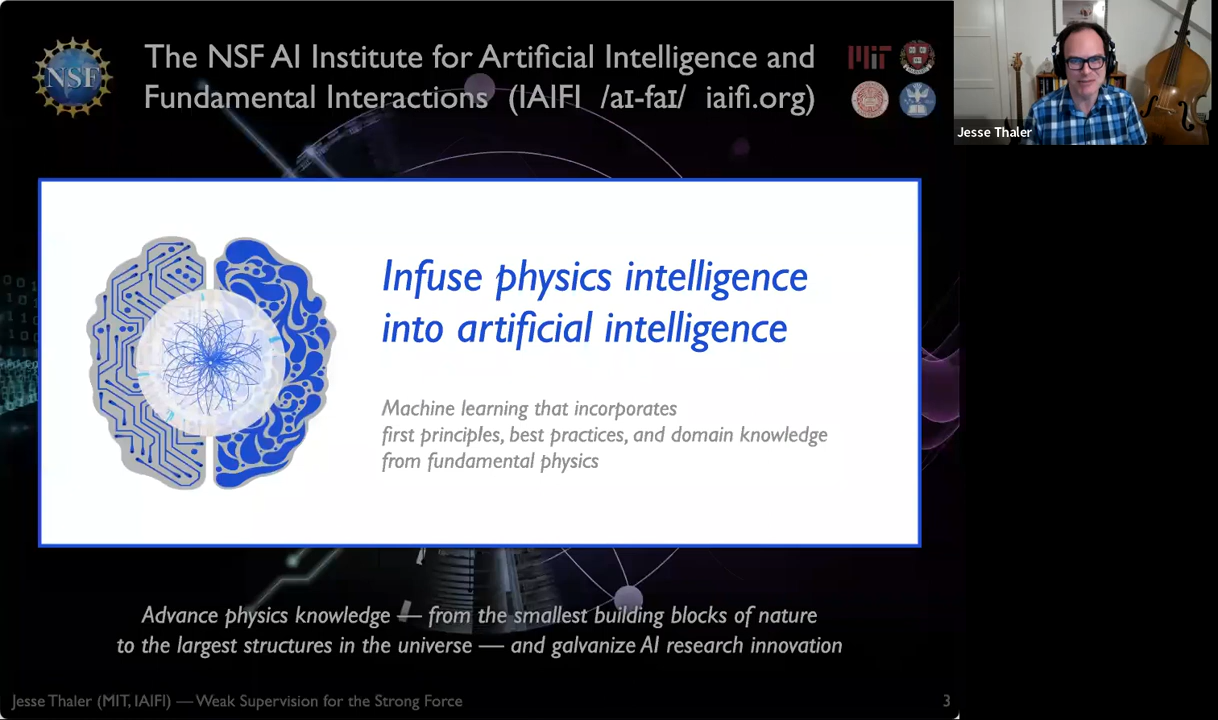 The NSF AI Institute for Artificial Intelligence and
Fundamental Interactions (IAIFI /aɪ-faɪ/ iaifi.org)
NSF
MIT
Jesse Thaler
Infuse physics intelligence
into artificial intelligence
Machine learning that incorporates
first principles, best practices, and domain knowledge
from fundamental physics
Advance physics knowledge — from the smallest building blocks of nature
to the largest structures in the universe — and galvanize AI research innovation
Jesse Thaler (MIT, IAIFI) — Weak Supervision for the Strong Force
3